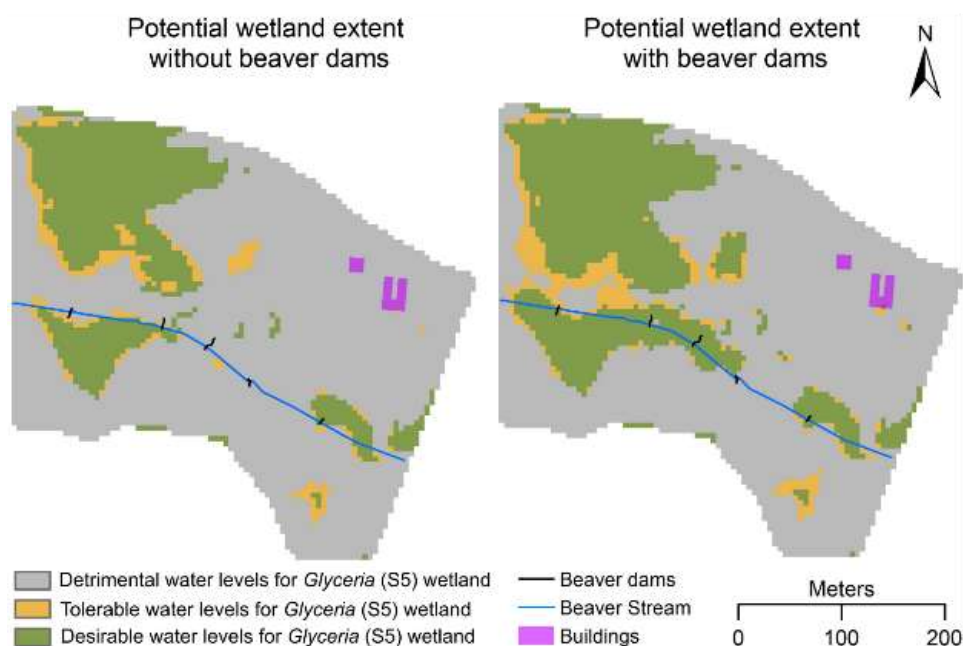 Potential wetland extent
without beaver dams
Potential wetland extent
with beaver dams
N
Detrimental water levels for Glyceria (S5) wetland
Tolerable water levels for Glyceria (S5) wetland
Desirable water levels for Glyceria (S5) wetland
Beaver dams
Beaver Stream
Buildings
Meters
0 100 200